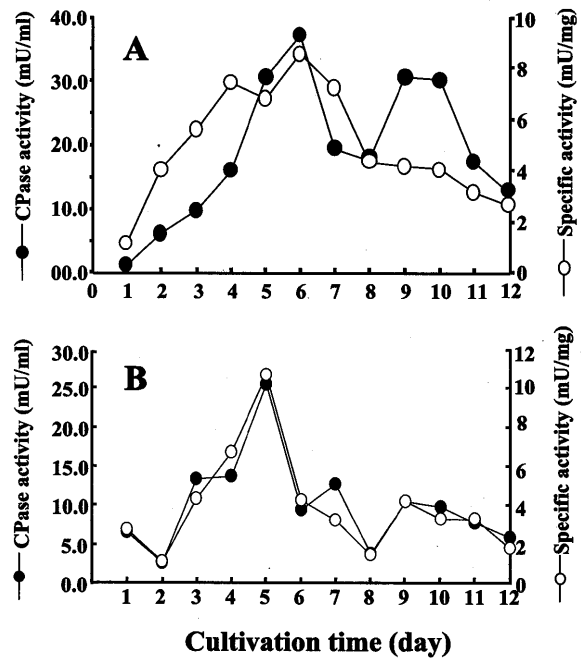 A
CPase activity (mU/ml)
40.0
30.0
20.0
10.0
00.0
Specific activity (mU/mg)
10
8
6
4
2
0
0 1 2 3 4 5 6 7 8 9 10 11 12
B
CPase activity (mU/ml)
30.0
25.0
20.0
15.0
10.0
5.0
0.0
Specific activity (mU/mg)
12
10
8
6
4
2
0
1 2 3 4 5 6 7 8 9 10 11 12
Cultivation time (day)